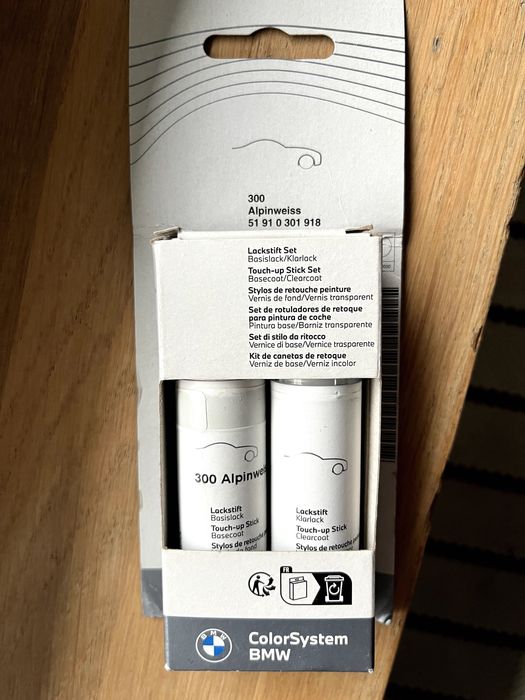 300
Alpinweiss
51 91 0 301 918
Lackstift Set
Basislack/Klarlack
Touch-up Stick Set
Basecoat/Clearcoat
Stylos de retouche peinture
Vernis de fond/Vernis transparent
Set de rotuladores de retoque
para pintura de coche
Pintura base/Barniz transparente
Set di stilo da ritocco
Vernice di base/Vernice trasparente
Kit de canetas de retoque
Verniz de base/Verniz incolor
300 Alpinweiss
Lackstift
Basislack
Touch-up Stick
Basecoat
Stylos de retouche
de fond
Lackstift
Klarlack
Touch-up Stick
Clearcoat
Stylos de retouche
FR
BMW
ColorSystem
BMW